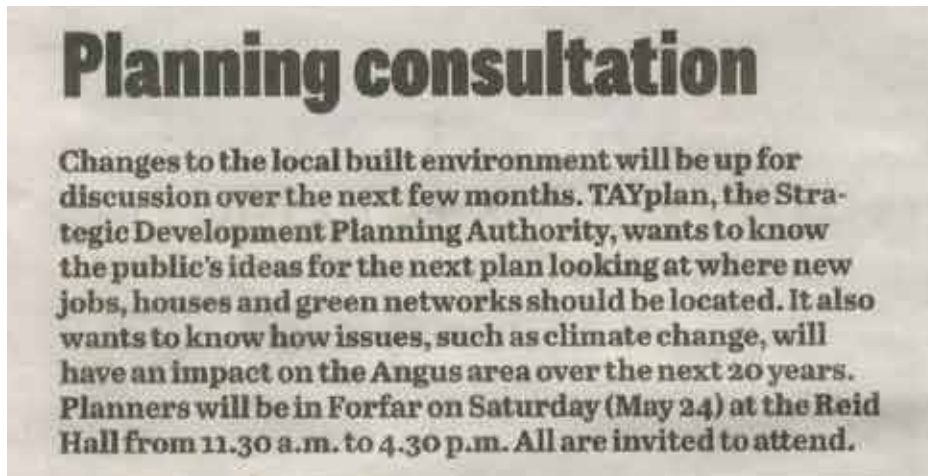 Planning consultation
Changes to the local built environment will be up for
discussion over the next few months. TAYplan, the Stra-
tegic Development Planning Authority, wants to know
the public's ideas for the next plan looking at where new
jobs, houses and green networks should be located. It also
wants to know how issues, such as climate change, will
have an impact on the Angus area over the next 20 years.
Planners will be in Forfar on Saturday (May 24) at the Reid
Hall from 11.30 a.m. to 4.30 p.m. All are invited to attend.